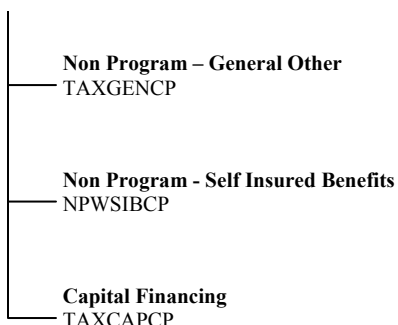 Non Program – General Other
TAXGENCP
Non Program - Self Insured Benefits
NPWSIBCP
Capital Financing
TAXCAPCP